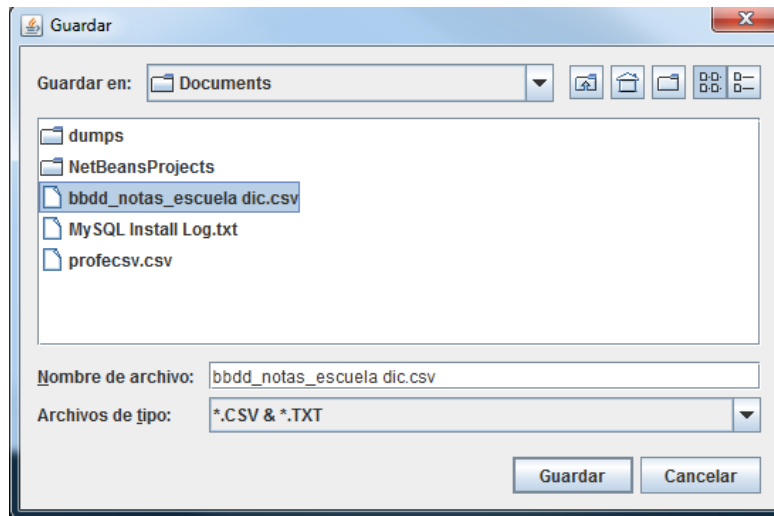 Guardar
Guardar en: Documents
dumps
NetBeansProjects
bbdd_notas_escuela dic.csv
MySQL Install Log.txt
profecsv.csv
Nombre de archivo: bbdd_notas_escuela dic.csv
Archivos de tipo: *.CSV & *.TXT
Guardar Cancelar